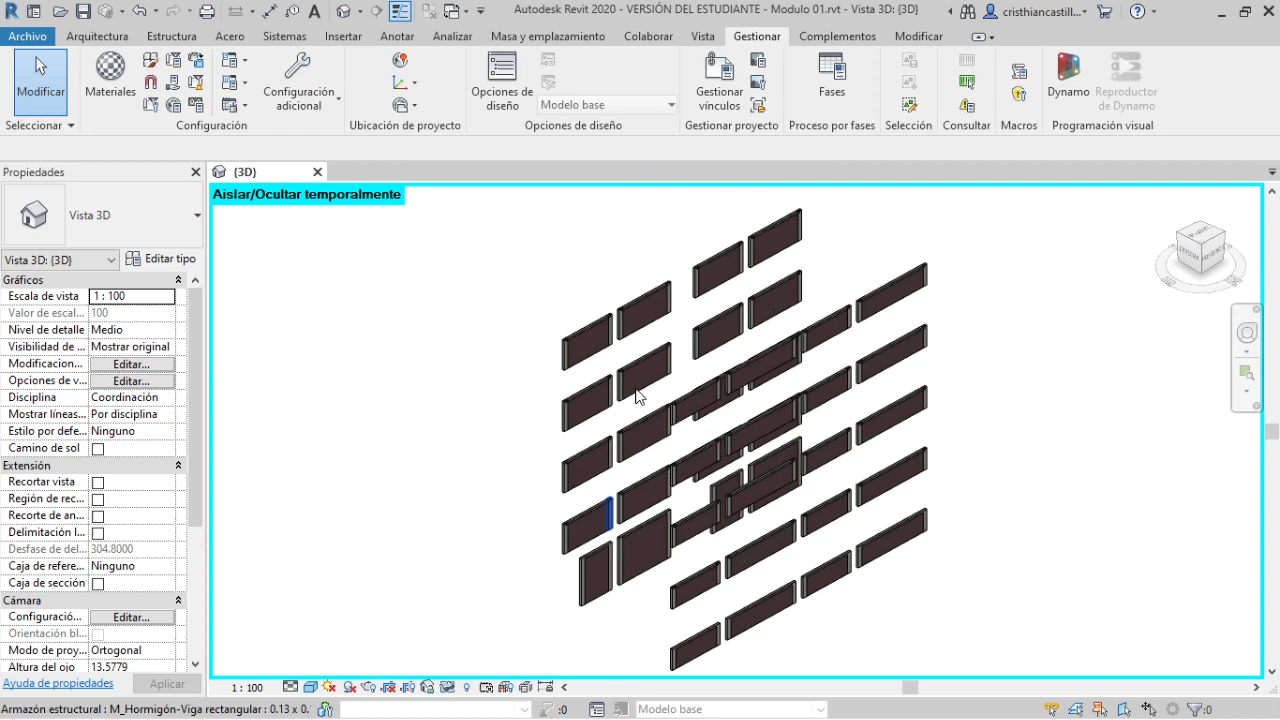 Autodesk Revit 2020 - VERSIÓN DEL ESTUDIANTE - Modulo 01.rvt - Vista 3D: {3D}
cristhiancastill...
Archivo Arquitectura Estructura Acero Sistemas Insertar Anotar Analizar Masa y emplazamiento Colaborar Vista Gestionar Complementos Modificar
Modificar
Materiales
Configuración adicional
Opciones de diseño
Modelo base
Gestionar vínculos
Fases
Dynamo
Reproductor de Dynamo
Seleccionar Configuración Ubicación de proyecto Opciones de diseño Gestionar proyecto Proceso por fases Selección Consultar Macros Programación visual
Propiedades
{3D}
Aislar/Ocultar temporalmente
Vista 3D
Vista 3D: {3D} Editar tipo
Gráficos
Escala de vista 1 : 100
Valor de escal... 100
Nivel de detalle Medio
Visibilidad de ... Mostrar original
Modificacion... Editar...
Opciones de v... Editar...
Disciplina Coordinación
Mostrar líneas... Por disciplina
Estilo por defe... Ninguno
Camino de sol
Extensión
Recortar vista
Región de rec...
Recorte de an...
Delimitación l...
Desfase de del... 304.8000
Caja de refere... Ninguno
Caja de sección
Cámara
Configuració... Editar...
Orientación bl...
Modo de proy... Ortogonal
Altura del ojo 13.5779
Ayuda de propiedades Aplicar
1 : 100
Armazón estructural : M_Hormigón-Viga rectangular : 0.13 x 0.
:0
Modelo base
:0